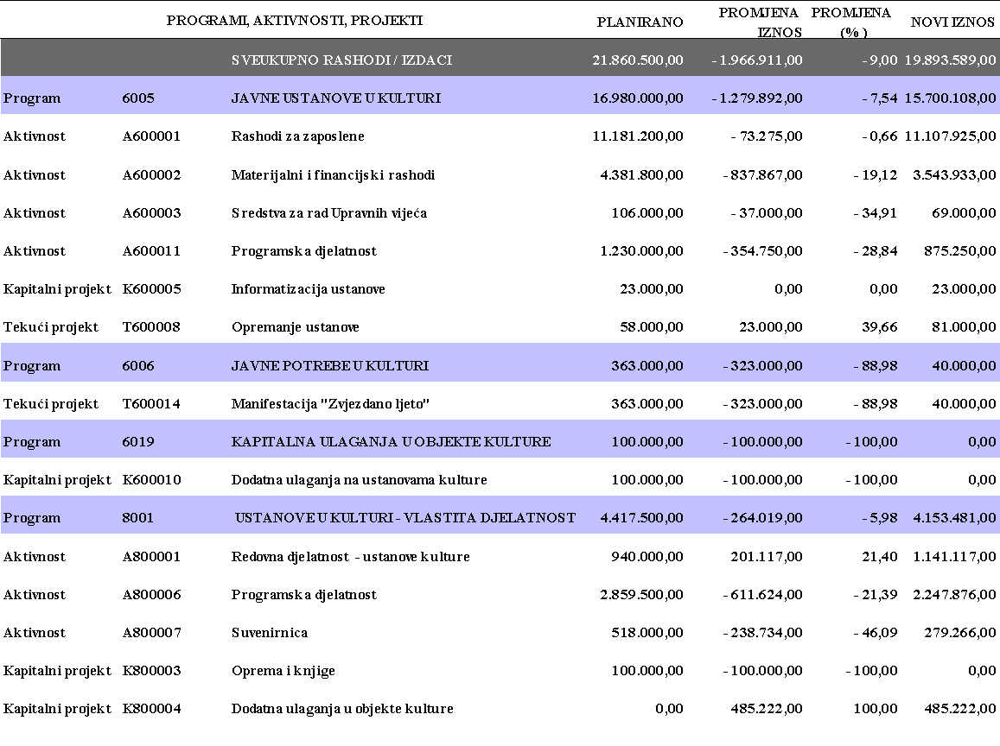 PROGRAMI, AKTIVNOSTI, PROJEKTI PLANIRANO PROMJENA IZNOS PROMJENA (%) NOVI IZNOS
SVEUKUPNO RASHODI / IZDACI 21.860.500,00 - 1.966.911,00 - 9,00 19.893.589,00
Program 6005 JAVNE USTANOVE U KULTURI 16.980.000,00 - 1.279.892,00 - 7,54 15.700.108,00
Aktivnost A600001 Rashodi za zaposlene 11.181.200,00 - 73.275,00 - 0,66 11.107.925,00
Aktivnost A600002 Materijalni i financijski rashodi 4.381.800,00 - 837.867,00 - 19,12 3.543.933,00
Aktivnost A600003 Sredstva za rad Upravnih vijeća 106.000,00 - 37.000,00 - 34,91 69.000,00
Aktivnost A600011 Programska djelatnost 1.230.000,00 - 354.750,00 - 28,84 875.250,00
Kapitalni projekt K600005 Informatizacija ustanove 23.000,00 0,00 0,00 23.000,00
Tekući projekt T600008 Opremanje ustanove 58.000,00 23.000,00 39,66 81.000,00
Program 6006 JAVNE POTREBE U KULTURI 363.000,00 - 323.000,00 - 88,98 40.000,00
Tekući projekt T600014 Manifestacija "Zvjezdano ljeto" 363.000,00 - 323.000,00 - 88,98 40.000,00
Program 6019 KAPITALNA ULAGANJA U OBJEKTE KULTURE 100.000,00 - 100.000,00 - 100,00 0,00
Kapitalni projekt K600010 Dodatna ulaganja na ustanovama kulture 100.000,00 - 100.000,00 - 100,00 0,00
Program 8001 USTANOVE U KULTURI - VLASTITA DJELATNOST 4.417.500,00 - 264.019,00 - 5,98 4.153.481,00
Aktivnost A800001 Redovna djelatnost - ustanove kulture 940.000,00 201.117,00 21,40 1.141.117,00
Aktivnost A800006 Programska djelatnost 2.859.500,00 - 611.624,00 - 21,39 2.247.876,00
Aktivnost A800007 Suvenirnica 518.000,00 - 238.734,00 - 46,09 279.266,00
Kapitalni projekt K800003 Oprema i knjige 100.000,00 - 100.000,00 - 100,00 0,00
Kapitalni projekt K800004 Dodatna ulaganja u objekte kulture 0,00 485.222,00 100,00 485.222,00